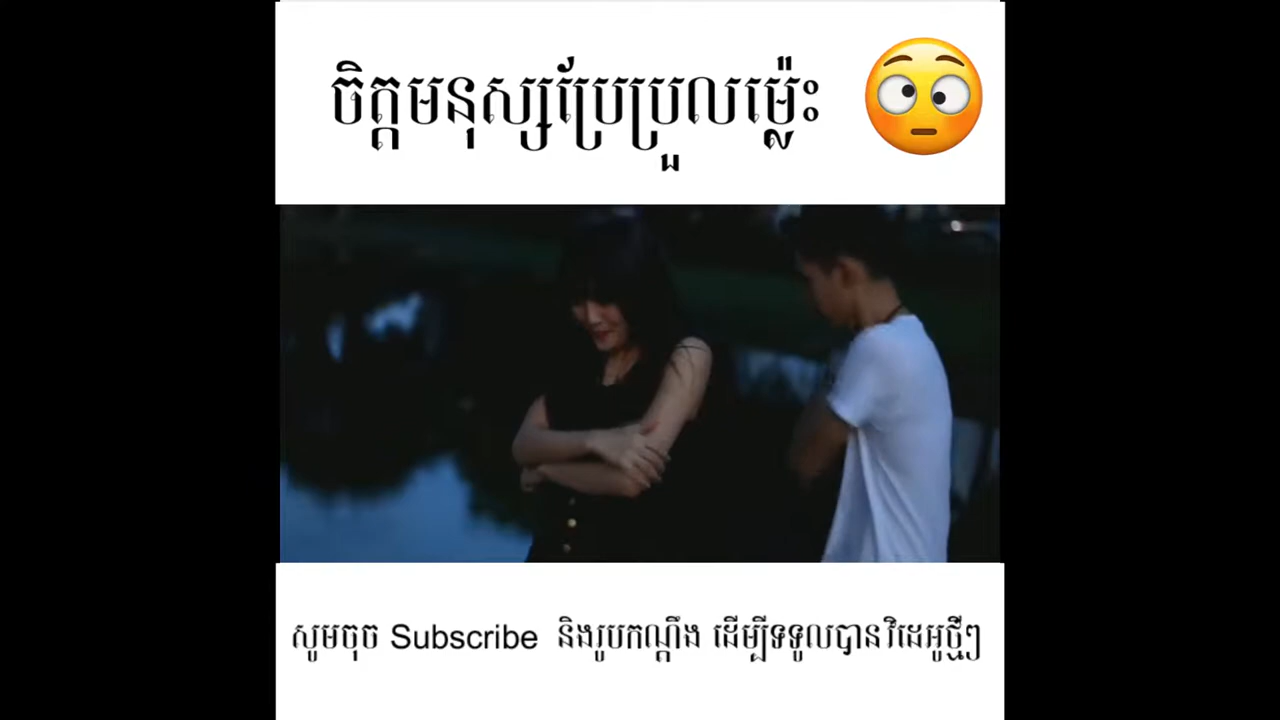 ចិត្តមនុស្សប្រែប្រួលម្ល៉េះ
សូមចុច Subscribe និងរូបកណ្ដឹង ដើម្បីទទួលបានវិដេអូថ្មីៗ